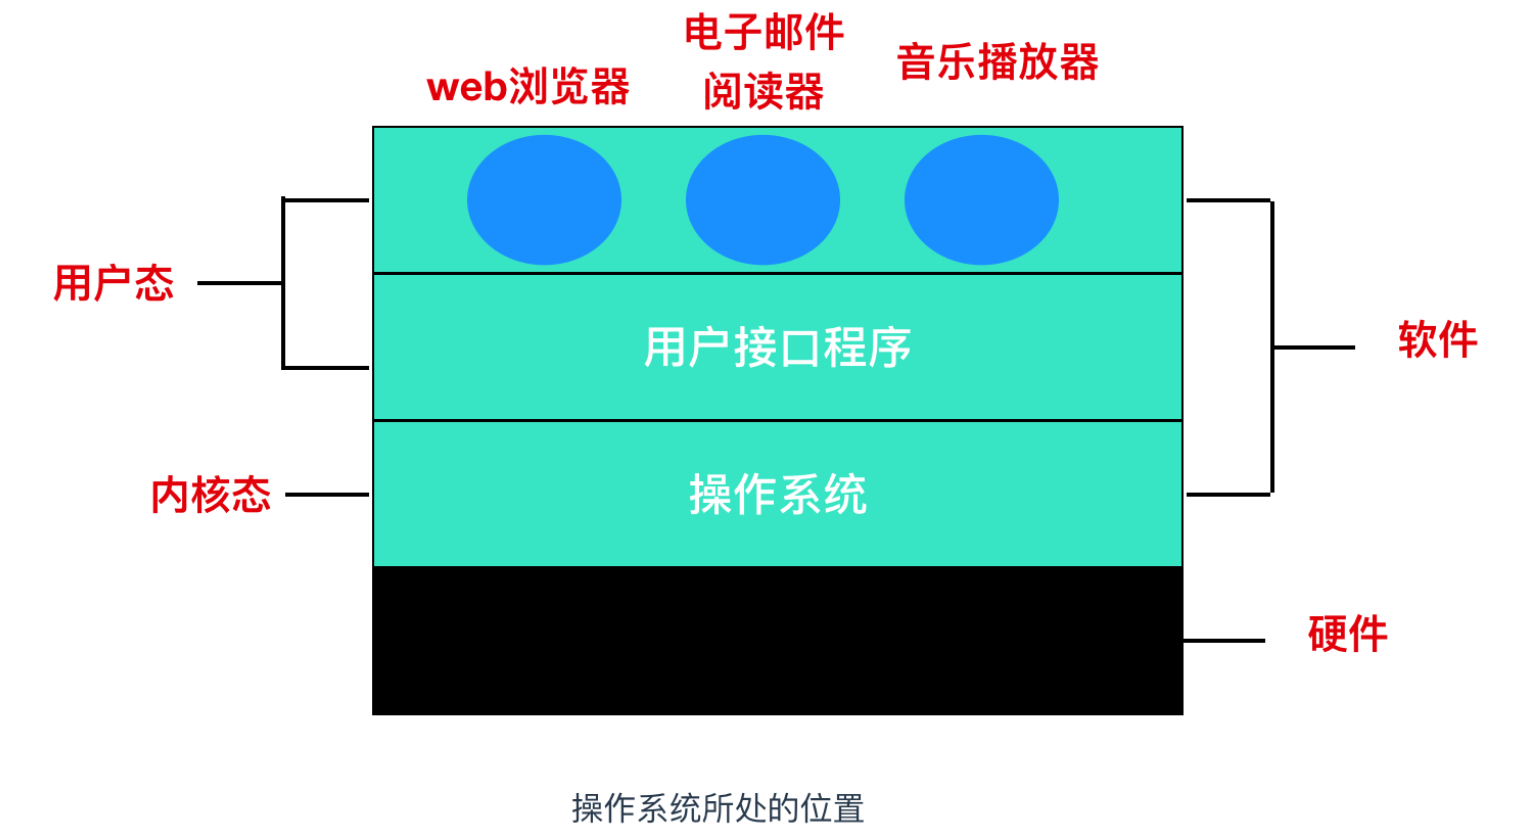 电子邮件
阅读器
web浏览器
音乐播放器
用户态
用户接口程序
软件
内核态
操作系统
硬件
操作系统所处的位置